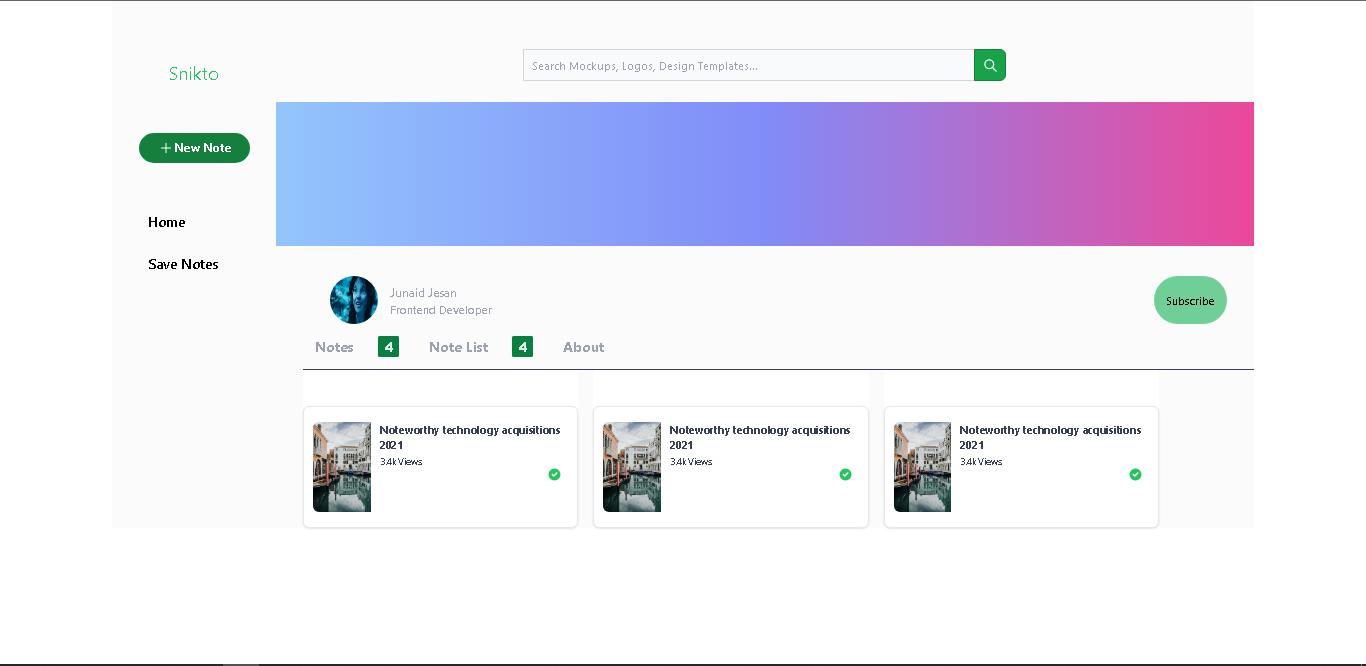 Snikto
Search Mockups, Logos, Design Templates...
New Note
Home
Save Notes
Junaid Jesan
Frontend Developer
Subscribe
Notes 4 Note List 4 About
Noteworthy technology acquisitions
2021
3.4k Views
Noteworthy technology acquisitions
2021
3.4k Views
Noteworthy technology acquisitions
2021
3.4k Views